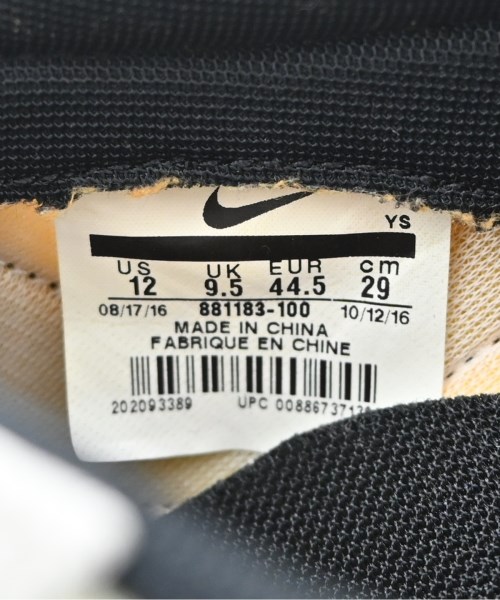 YS
US UK EUR cm
12 9.5 44.5 29
08/17/16 881183-100 10/12/16
MADE IN CHINA
FABRIQUE EN CHINE
202093389 UPC